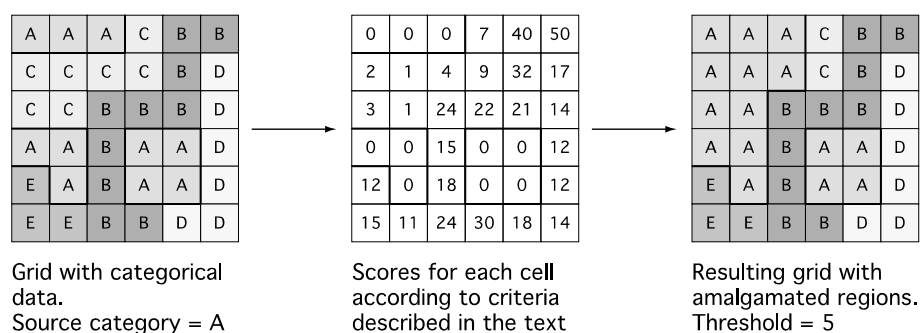 A A A C B B
C C C C B D
C C B B B D
A A B A A D
E A B A A D
E E B B D D
Grid with categorical
data.
Source category = A
0 0 0 7 40 50
2 1 4 9 32 17
3 1 24 22 21 14
0 0 15 0 0 12
12 0 18 0 0 12
15 11 24 30 18 14
Scores for each cell
according to criteria
described in the text
A A A C B B
A A A C B D
A A B B B D
A A B A A D
E A B A A D
E E B B D D
Resulting grid with
amalgamated regions.
Threshold = 5